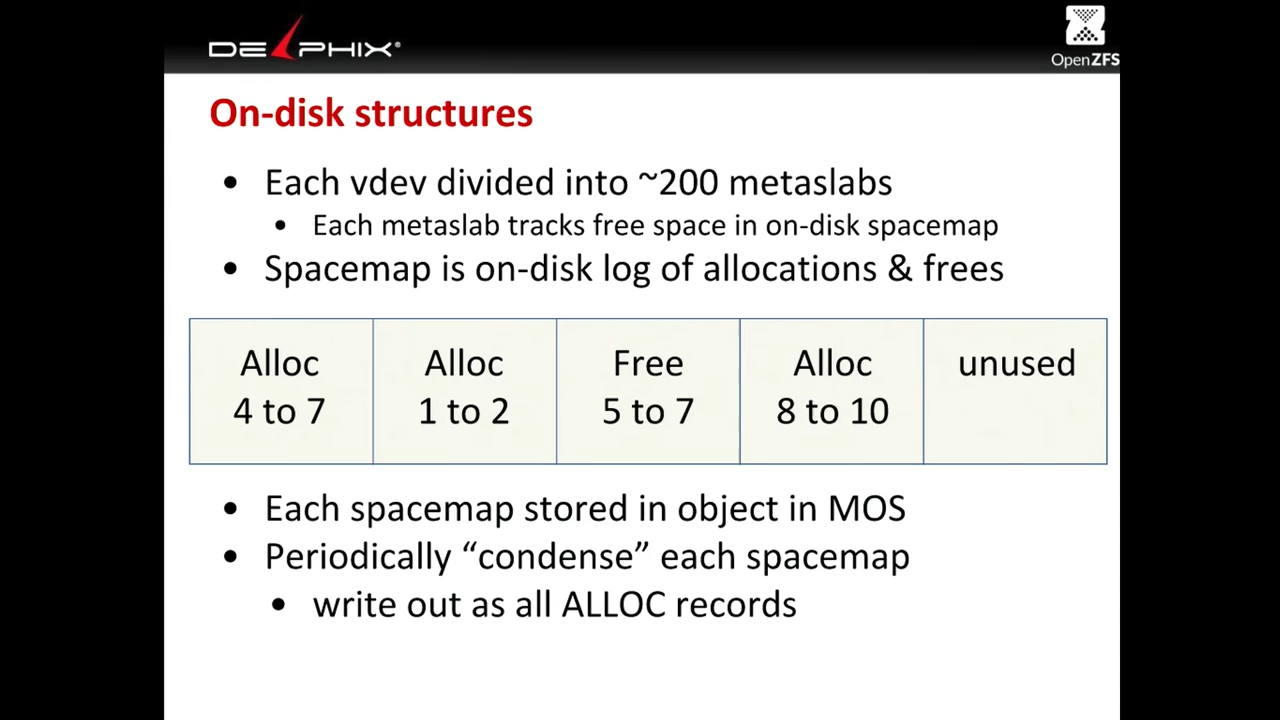 DELPHIX®
OpenZFS
On-disk structures
• Each vdev divided into ~200 metaslabs
• Each metaslab tracks free space in on-disk spacemap
• Spacemap is on-disk log of allocations & frees
Alloc Alloc Free Alloc unused
4 to 7 1 to 2 5 to 7 8 to 10
• Each spacemap stored in object in MOS
• Periodically “condense” each spacemap
• write out as all ALLOC records